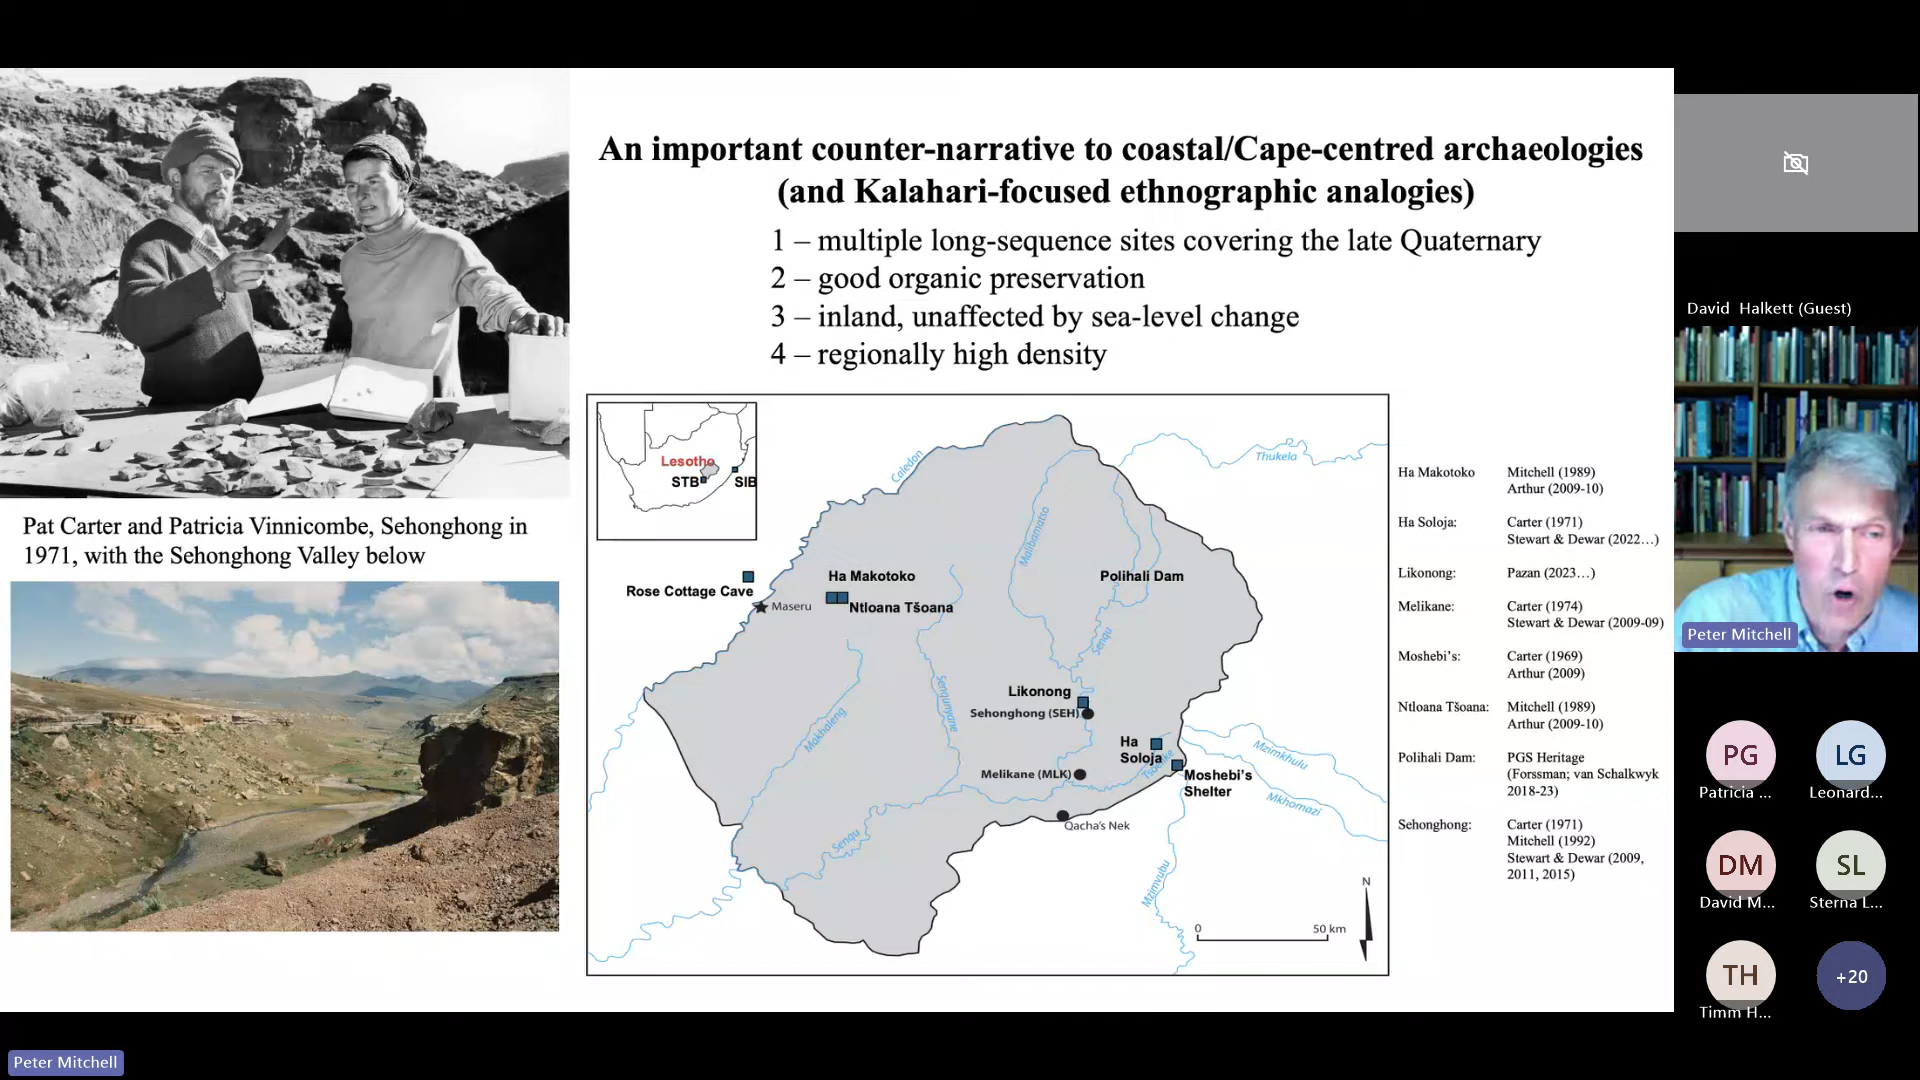 An important counter-narrative to coastal/Cape-centred archaeologies
(and Kalahari-focused ethnographic analogies)
1 – multiple long-sequence sites covering the late Quaternary
2 – good organic preservation
3 – inland, unaffected by sea-level change
4 – regionally high density
Pat Carter and Patricia Vinnicombe, Sehonghong in
1971, with the Sehonghong Valley below
Lesotho
STB
SIB
Caledon
Thukela
Malibamatso
Rose Cottage Cave
Maseru
Ha Makotoko
Ntloana Tšoana
Polihali Dam
Senqu
Likonong
Sehonghong (SEH)
Senqunyane
Makhaleng
Ha
Soloja
Melikane (MLK)
Moshebi's
Shelter
Mzimkhulu
Mkhomazi
Qacha's Nek
Senqu
Mzimvubu
N
0 50 km
Ha Makotoko Mitchell (1989)
Arthur (2009-10)
Ha Soloja: Carter (1971)
Stewart & Dewar (2022…)
Likonong: Pazan (2023…)
Melikane: Carter (1974)
Stewart & Dewar (2009-09)
Moshebi's: Carter (1969)
Arthur (2009)
Ntloana Tšoana: Mitchell (1989)
Arthur (2009-10)
Polihali Dam: PGS Heritage
(Forssman; van Schalkwyk
2018-23)
Sehonghong: Carter (1971)
Mitchell (1992)
Stewart & Dewar (2009,
2011, 2015)
David Halkett (Guest)
Peter Mitchell
PG
Patricia ...
LG
Leonard...
DM
David M...
SL
Sterna L...
TH
Timm H...
+20
Peter Mitchell